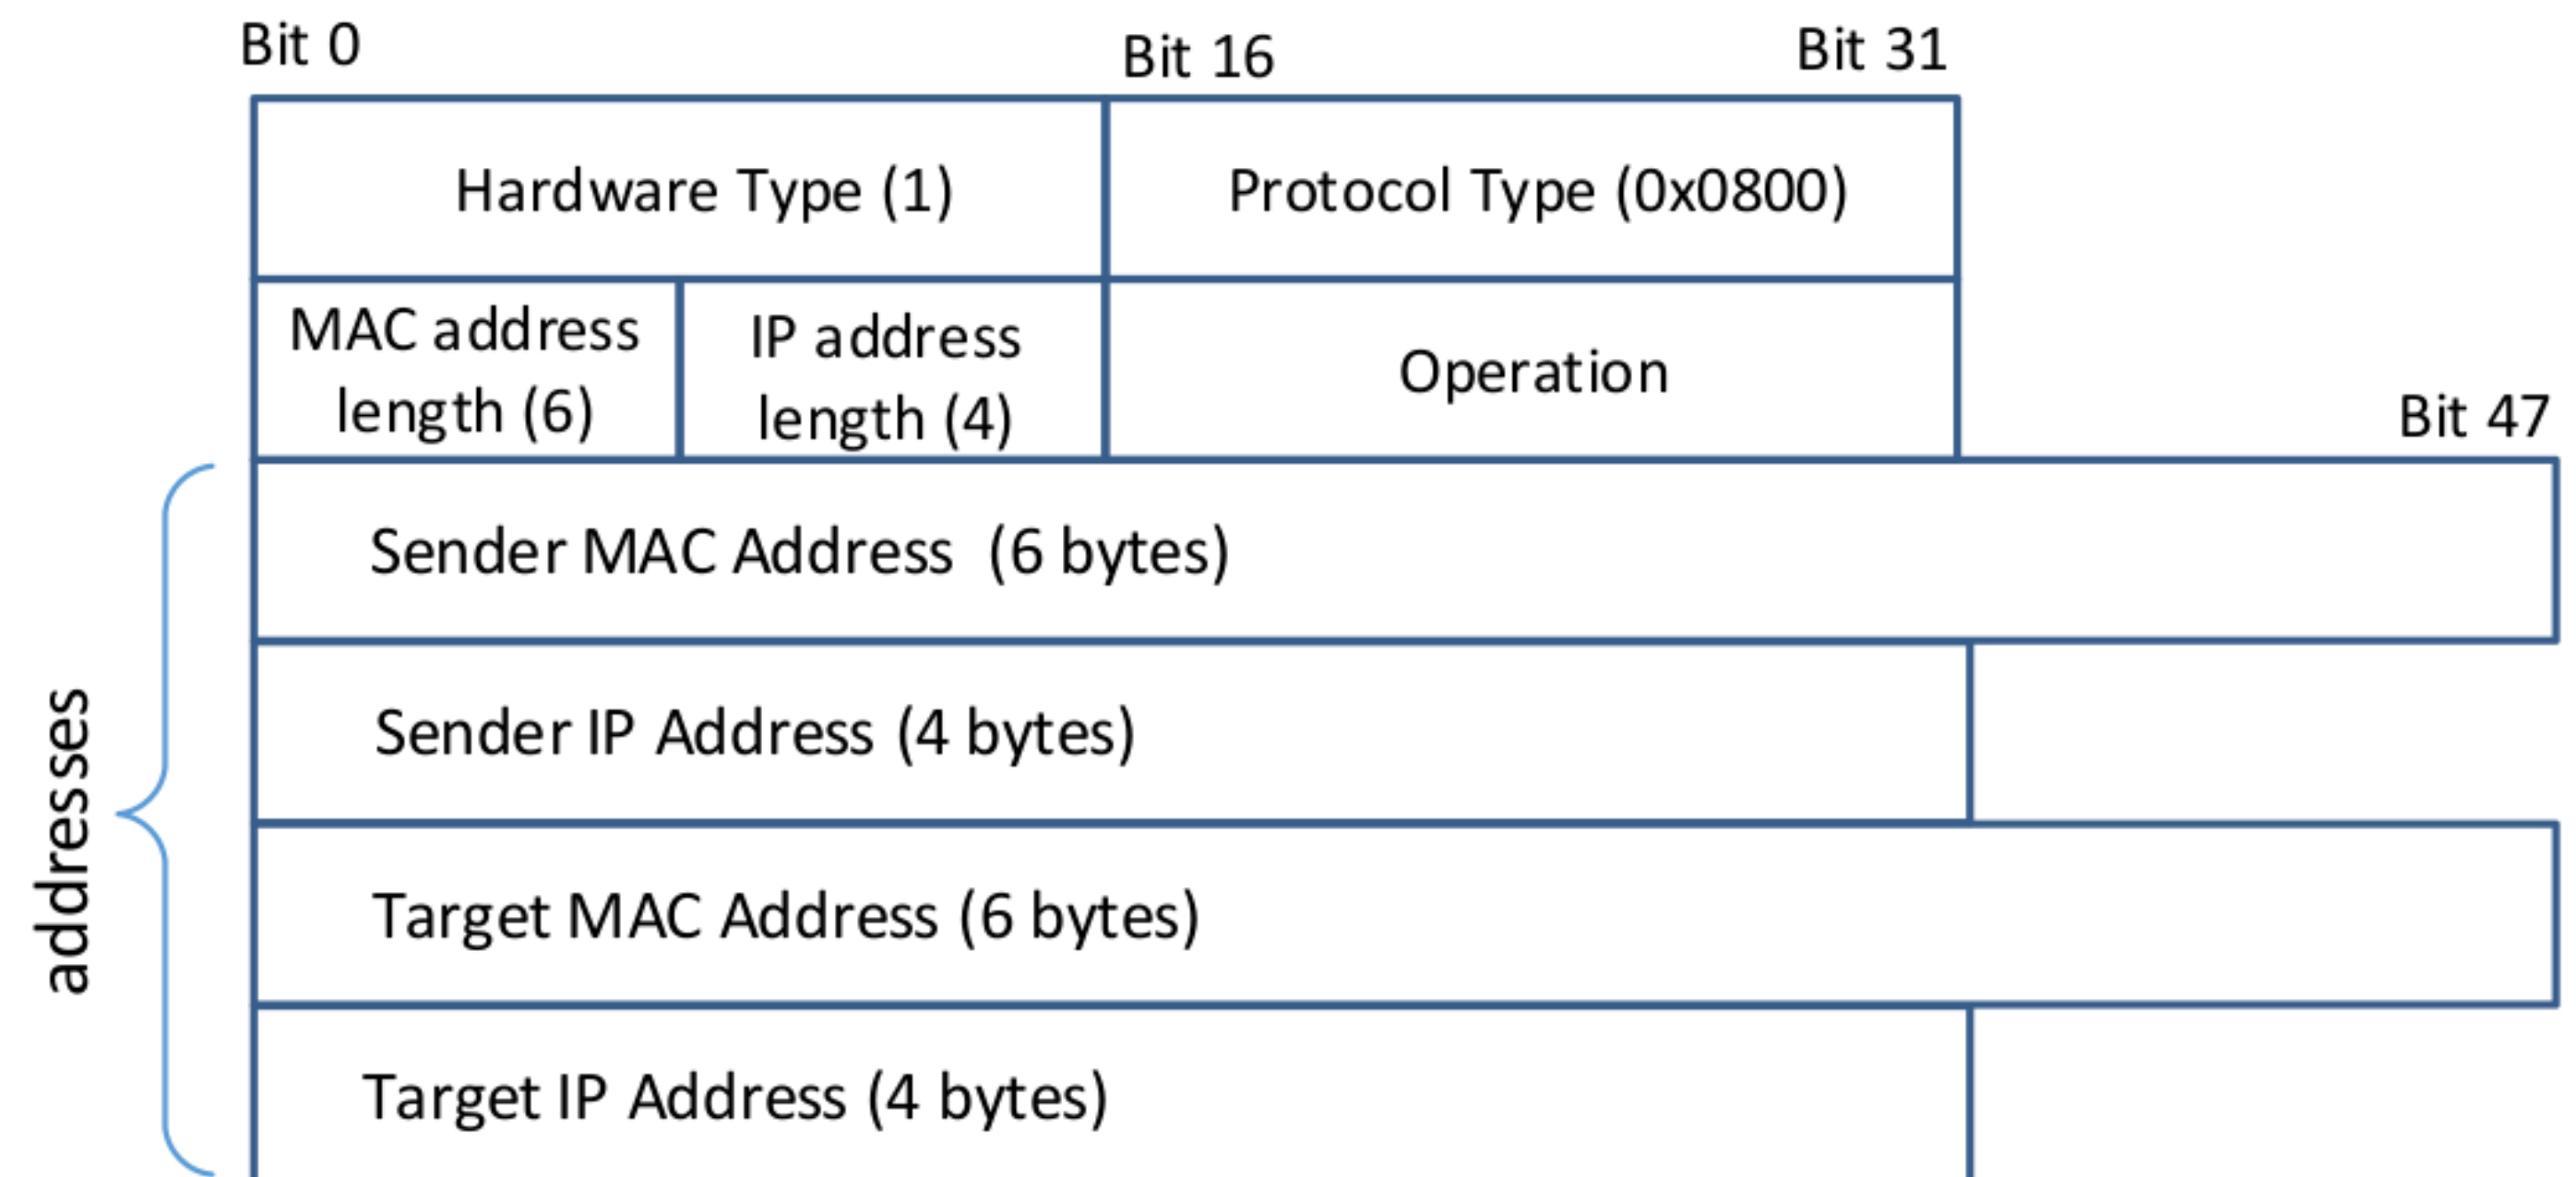 Bit 0
Bit 16
Bit 31
Hardware Type (1)
Protocol Type (0x0800)
MAC address
length (6)
IP address
length (4)
Operation
Bit 47
addresses
Sender MAC Address (6 bytes)
Sender IP Address (4 bytes)
Target MAC Address (6 bytes)
Target IP Address (4 bytes)